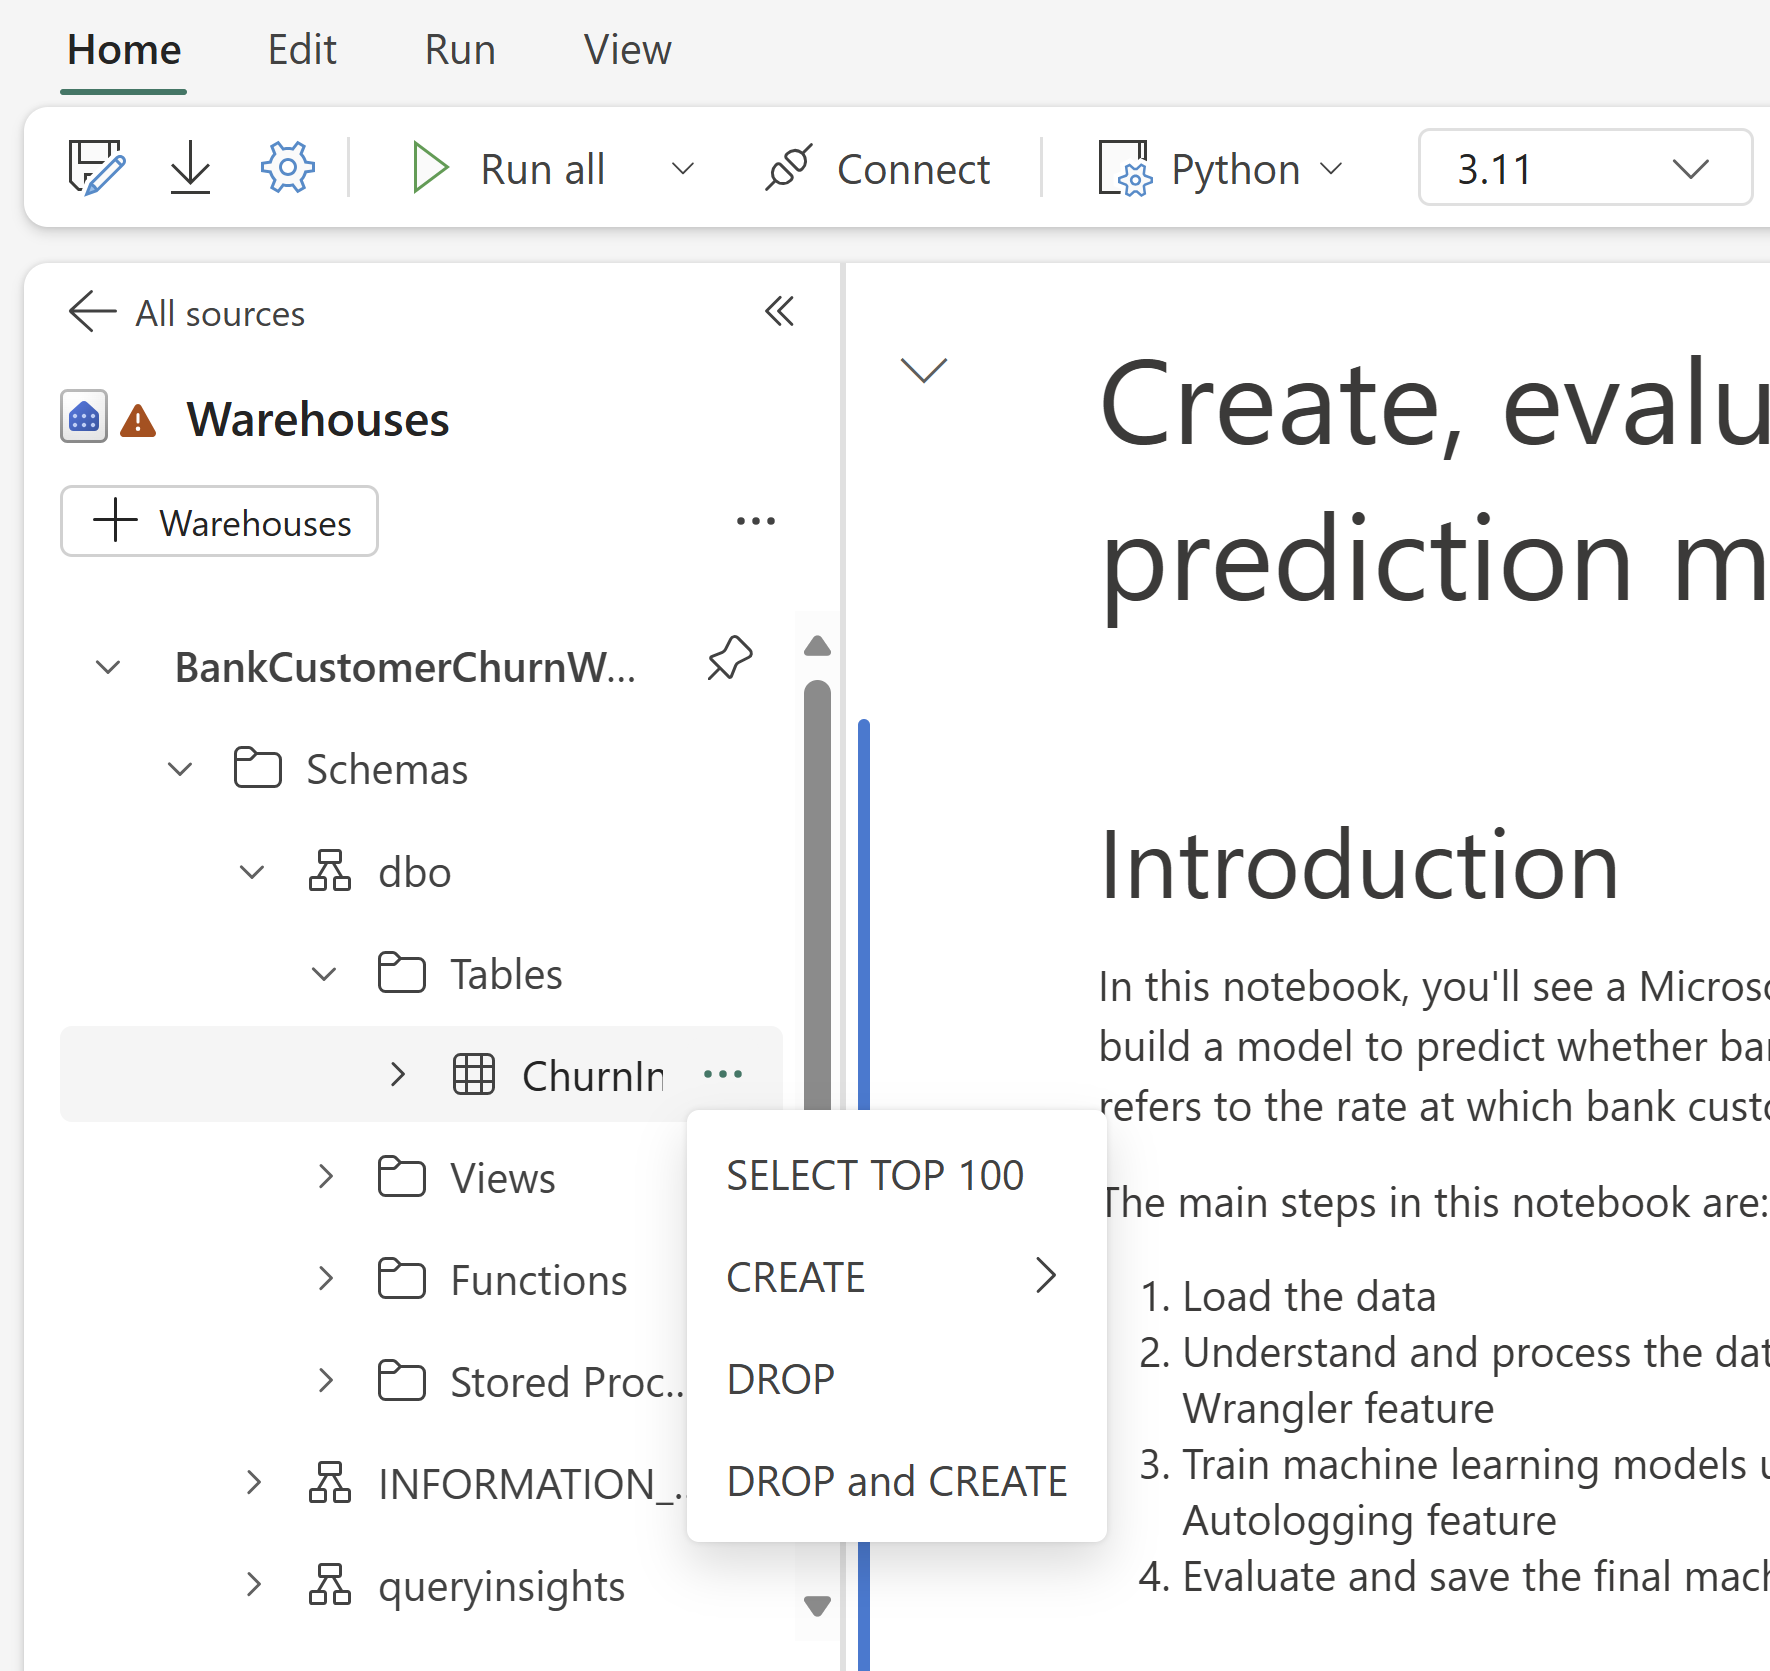 Home Edit Run View
Run all Connect Python 3.11
All sources
Warehouses
Warehouses
BankCustomerChurnW...
Schemas
dbo
Tables
ChurnIn
Views
Functions
Stored Proc...
INFORMATION_...
queryinsights
SELECT TOP 100
CREATE
DROP
DROP and CREATE
Create, evalu
prediction m
Introduction
In this notebook, you'll see a Microso
build a model to predict whether ba
refers to the rate at which bank custo
The main steps in this notebook are:
1. Load the data
2. Understand and process the dat
Wrangler feature
3. Train machine learning models u
Autologging feature
4. Evaluate and save the final mach